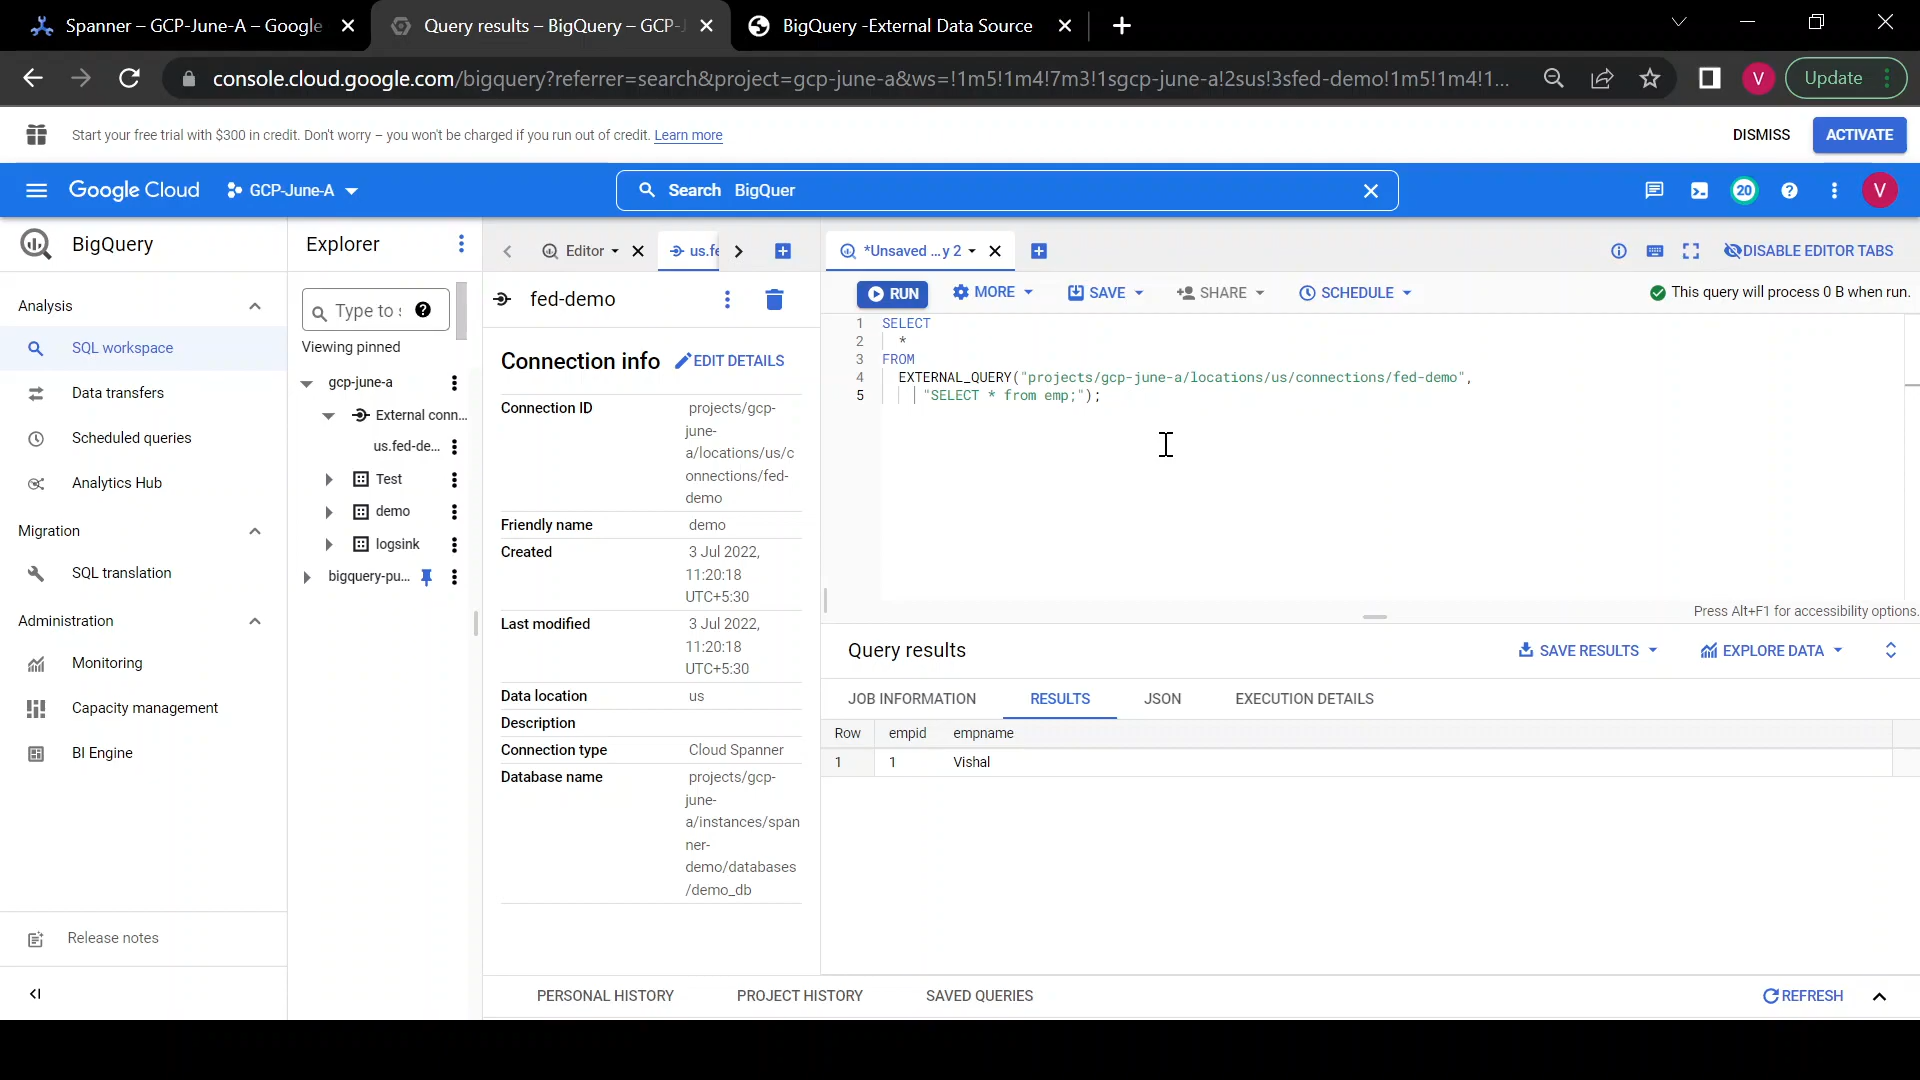 Spanner – GCP-June-A – Google
Query results – BigQuery – GCP-J
BigQuery -External Data Source
console.cloud.google.com/bigquery?referrer=search&project=gcp-june-a&ws=!1m5!1m4!7m3!1sgcp-june-a!2sus!3sfed-demo!1m5!1m4!1...
V
Update
Start your free trial with $300 in credit. Don't worry – you won't be charged if you run out of credit. Learn more
DISMISS
ACTIVATE
Google Cloud
GCP-June-A
Search BigQuer
20
V
BigQuery
Analysis
SQL workspace
Data transfers
Scheduled queries
Analytics Hub
Migration
SQL translation
Administration
Monitoring
Capacity management
BI Engine
Release notes
Explorer
Type to s
Viewing pinned
gcp-june-a
External conn...
us.fed-de...
Test
demo
logsink
bigquery-pu...
Editor
us.fe
fed-demo
Connection info
EDIT DETAILS
Connection ID
projects/gcp-
june-
a/locations/us/c
onnections/fed-
demo
Friendly name demo
Created 3 Jul 2022,
11:20:18
UTC+5:30
Last modified 3 Jul 2022,
11:20:18
UTC+5:30
Data location us
Description
Connection type Cloud Spanner
Database name projects/gcp-
june-
a/instances/span
ner-
demo/databases
/demo_db
*Unsaved ...y 2
DISABLE EDITOR TABS
RUN
MORE
SAVE
SHARE
SCHEDULE
This query will process 0 B when run.
1 SELECT
2 *
3 FROM
4 EXTERNAL_QUERY("projects/gcp-june-a/locations/us/connections/fed-demo",
5 "SELECT * from emp;");
Press Alt+F1 for accessibility options.
Query results
SAVE RESULTS
EXPLORE DATA
JOB INFORMATION
RESULTS
JSON
EXECUTION DETAILS
Row empid empname
1 1 Vishal
PERSONAL HISTORY
PROJECT HISTORY
SAVED QUERIES
REFRESH